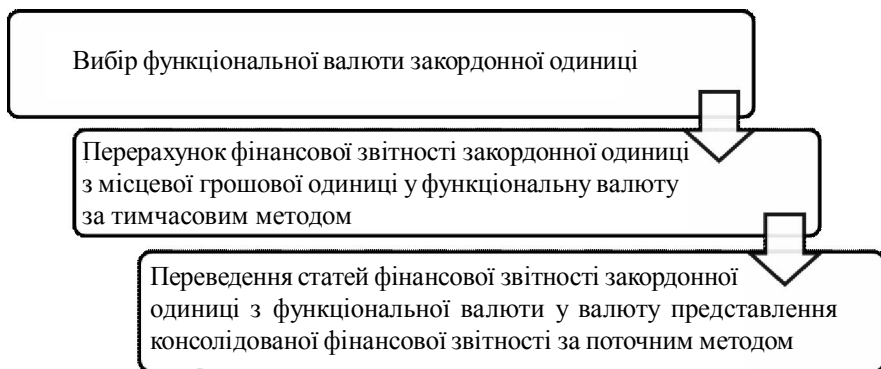 Вибір функціональної валюти закордонної одиниці
Перерахунок фінансової звітності закордонної одиниці
з місцевої грошової одиниці у функціональну валюту
за тимчасовим методом
Переведення статей фінансової звітності закордонної
одиниці з функціональної валюти у валюту представлення
консолідованої фінансової звітності за поточним методом